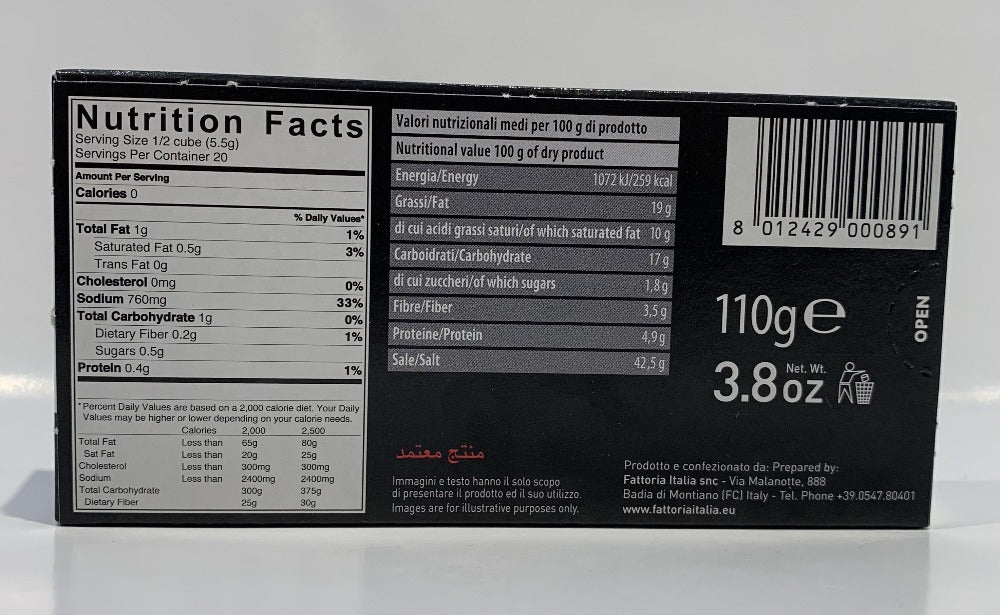 Nutrition Facts
Serving Size 1/2 cube (5.5g)
Servings Per Container 20
Amount Per Serving
Calories 0
% Daily Values*
Total Fat 1g 1%
Saturated Fat 0.5g 3%
Trans Fat 0g
Cholesterol 0mg 0%
Sodium 760mg 33%
Total Carbohydrate 1g 0%
Dietary Fiber 0.2g 1%
Sugars 0.5g
Protein 0.4g 1%
*Percent Daily Values are based on a 2,000 calorie diet. Your Daily
Values may be higher or lower depending on your calorie needs.
Calories 2,000 2,500
Total Fat Less than 65g 80g
Sat Fat Less than 20g 25g
Cholesterol Less than 300mg 300mg
Sodium Less than 2400mg 2400mg
Total Carbohydrate 300g 375g
Dietary Fiber 25g 30g
Valori nutrizionali medi per 100 g di prodotto
Nutritional value 100 g of dry product
Energia/Energy 1072 kJ/259 kcal
Grassi/Fat 19 g
di cui acidi grassi saturi/of which saturated fat 10 g
Carboidrati/Carbohydrate 17 g
di cui zuccheri/of which sugars 1,8 g
Fibre/Fiber 3,5 g
Proteine/Protein 4,9 g
Sale/Salt 42,5 g
منتج معتمد
Immagini e testo hanno il solo scopo
di presentare il prodotto ed il suo utilizzo.
Images are for illustrative purposes only.
8 012429 000891
110g e
Net. Wt.
3.8 oz
OPEN
Prodotto e confezionato da: Prepared by:
Fattoria Italia snc - Via Malanotte, 888
Badia di Montiano (FC) Italy - Tel. Phone +39.0547.80401
www.fattoriaitalia.eu